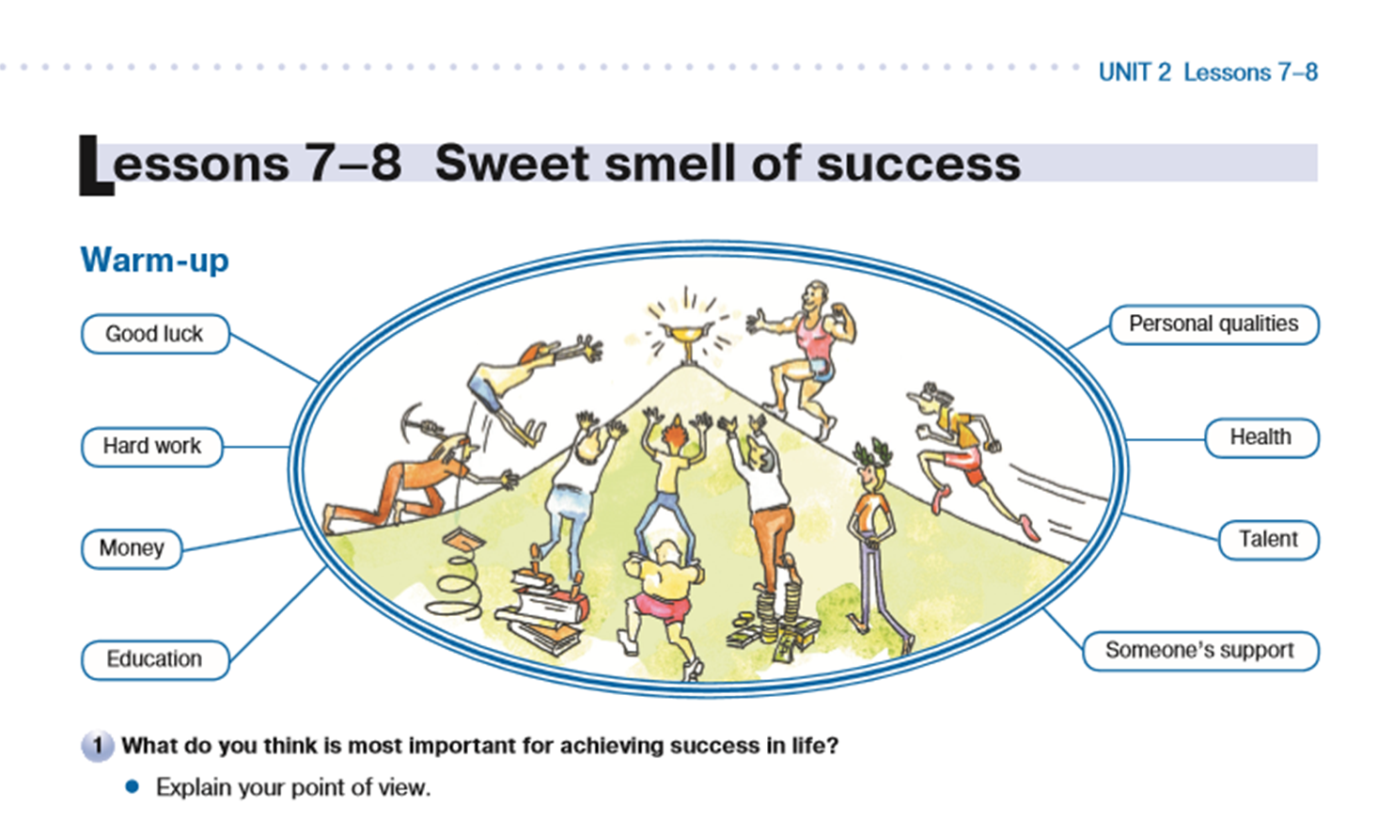 UNIT 2 Lessons 7–8
Lessons 7–8 Sweet smell of success
Warm-up
Good luck
Hard work
Money
Education
Personal qualities
Health
Talent
Someone's support
1 What do you think is most important for achieving success in life?
• Explain your point of view.